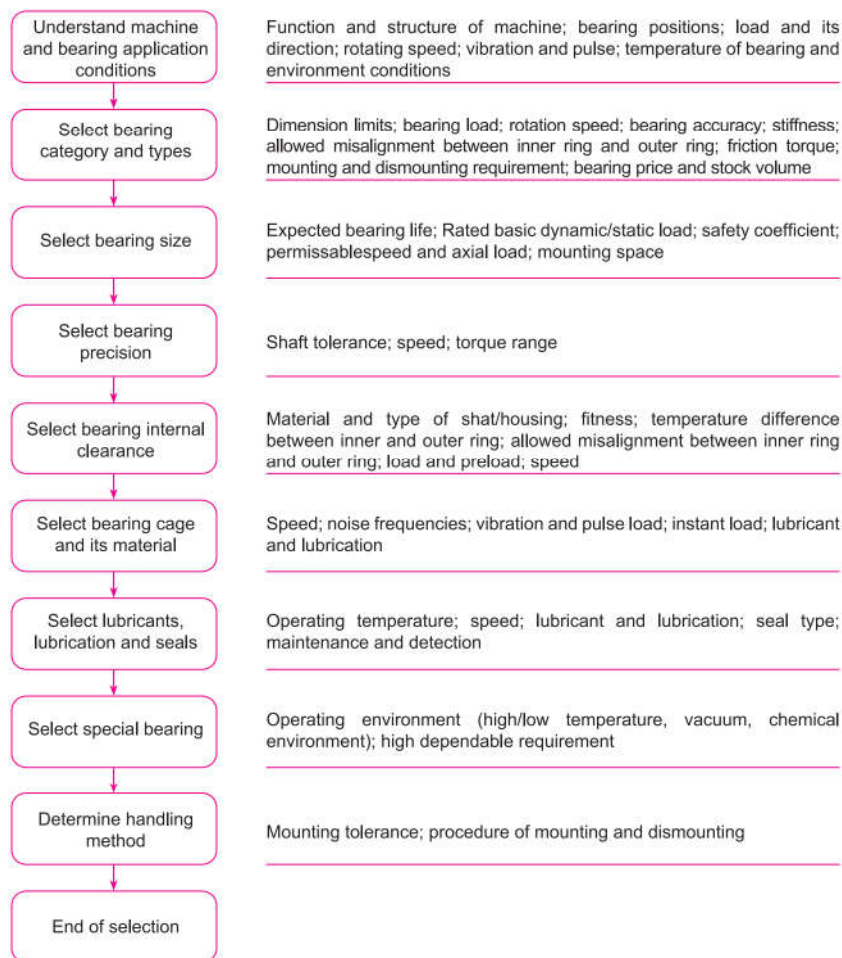 Understand machine
and bearing application
conditions
Function and structure of machine; bearing positions; load and its
direction; rotating speed; vibration and pulse; temperature of bearing and
environment conditions
Select bearing
category and types
Dimension limits; bearing load; rotation speed; bearing accuracy; stiffness;
allowed misalignment between inner ring and outer ring; friction torque;
mounting and dismounting requirement; bearing price and stock volume
Select bearing size
Expected bearing life; Rated basic dynamic/static load; safety coefficient;
permissablespeed and axial load; mounting space
Select bearing
precision
Shaft tolerance; speed; torque range
Select bearing internal
clearance
Material and type of shat/housing; fitness; temperature difference
between inner and outer ring; allowed misalignment between inner ring
and outer ring; load and preload; speed
Select bearing cage
and its material
Speed; noise frequencies; vibration and pulse load; instant load; lubricant
and lubrication
Select lubricants,
lubrication and seals
Operating temperature; speed; lubricant and lubrication; seal type;
maintenance and detection
Select special bearing
Operating environment (high/low temperature, vacuum, chemical
environment); high dependable requirement
Determine handling
method
Mounting tolerance; procedure of mounting and dismounting
End of selection